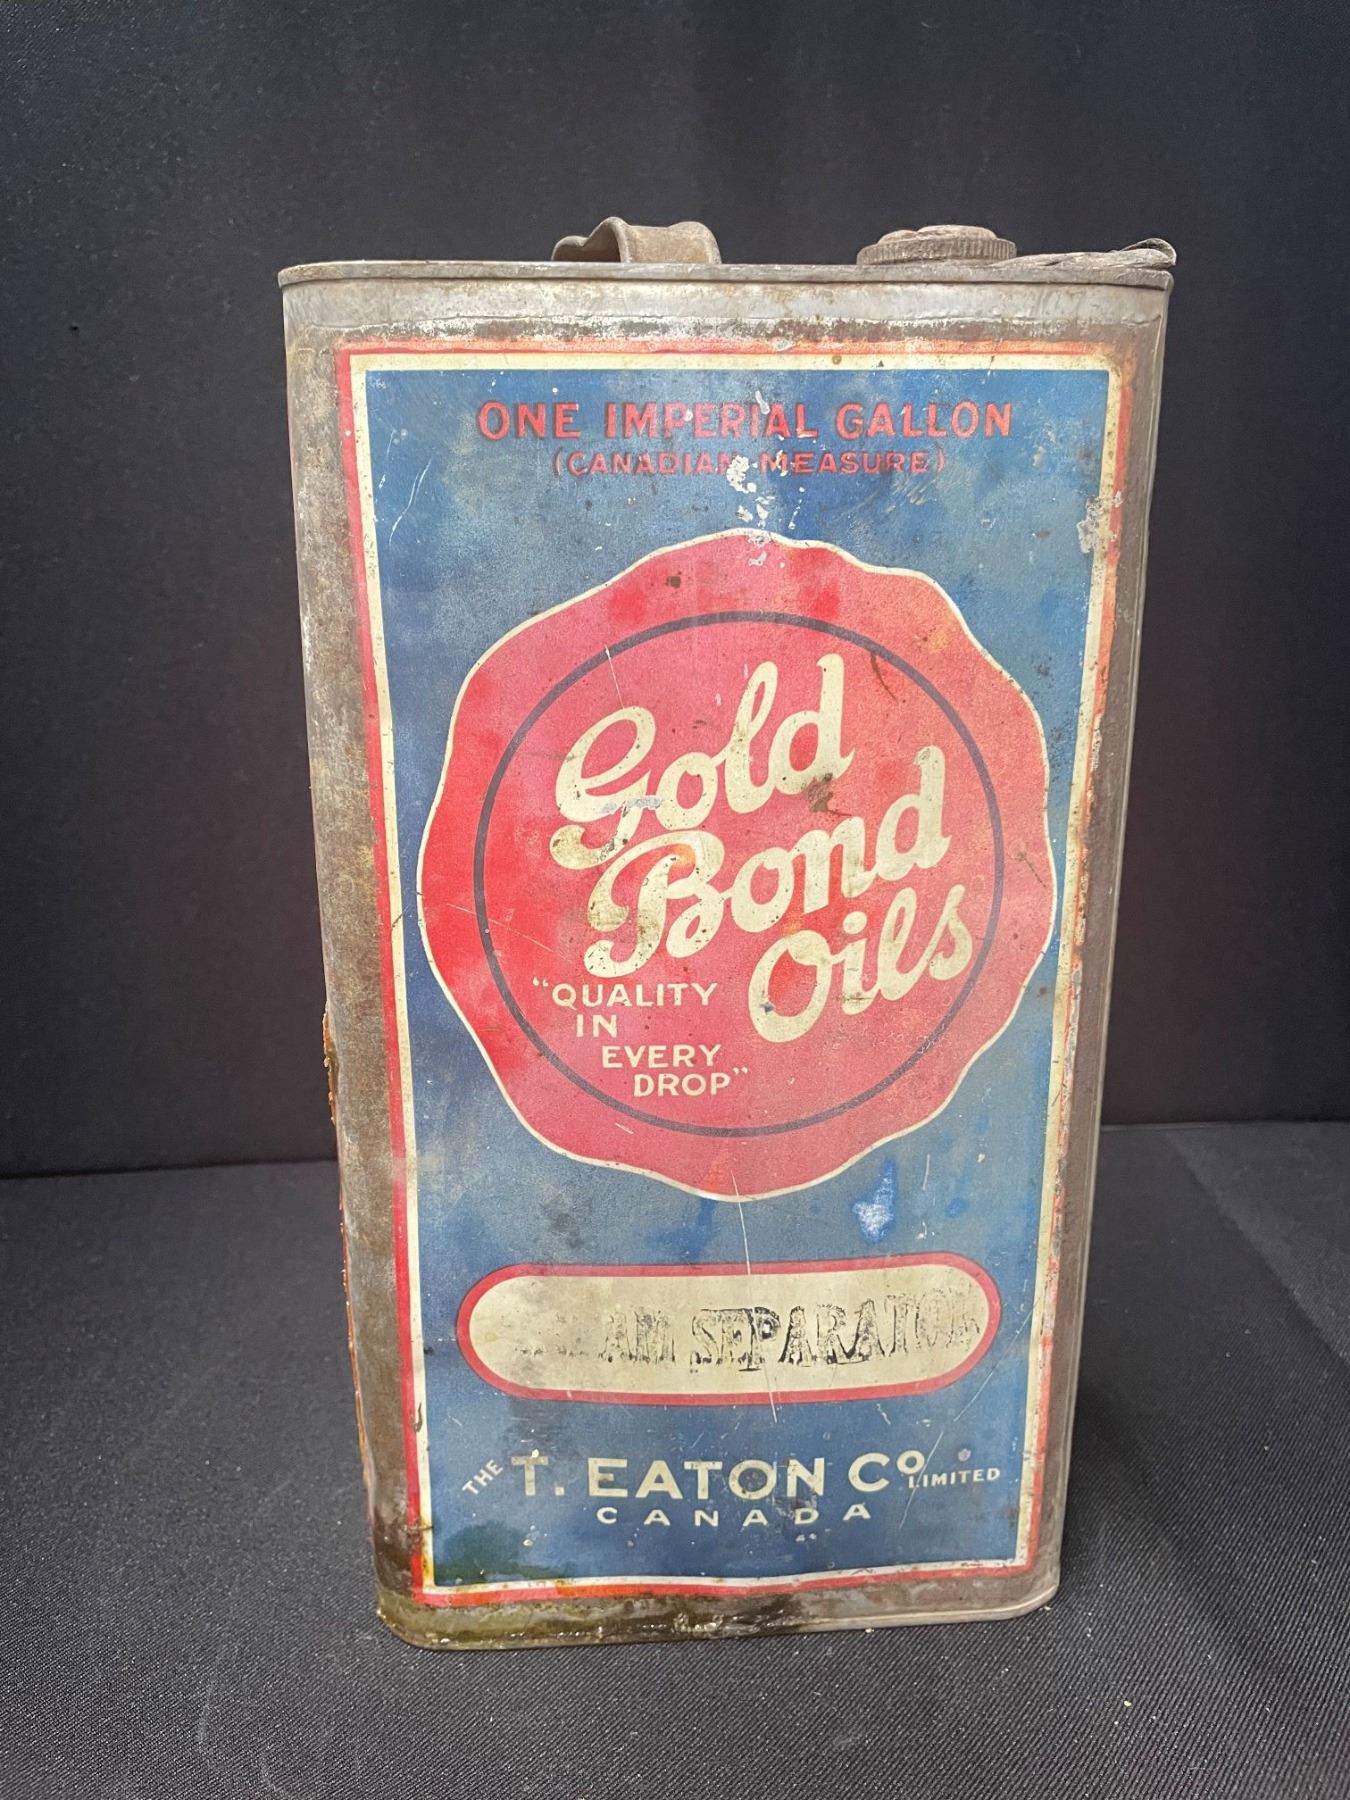 ONE IMPERIAL GALLON
(CANADIAN MEASURE)
Gold
Bond
Oils
"QUALITY
IN
EVERY
DROP"
SEPARATOR
THE T. EATON Co LIMITED
CANADA